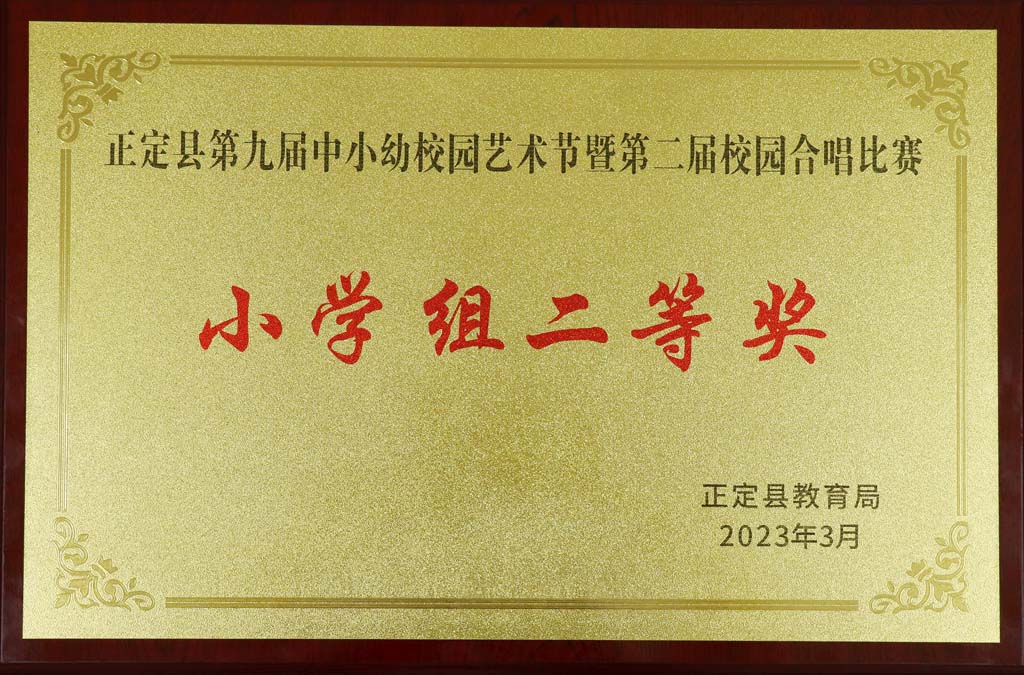 正定县第九届中小幼校园艺术节暨第二届校园合唱比赛
小学组二等奖
正定县教育局
2023年3月